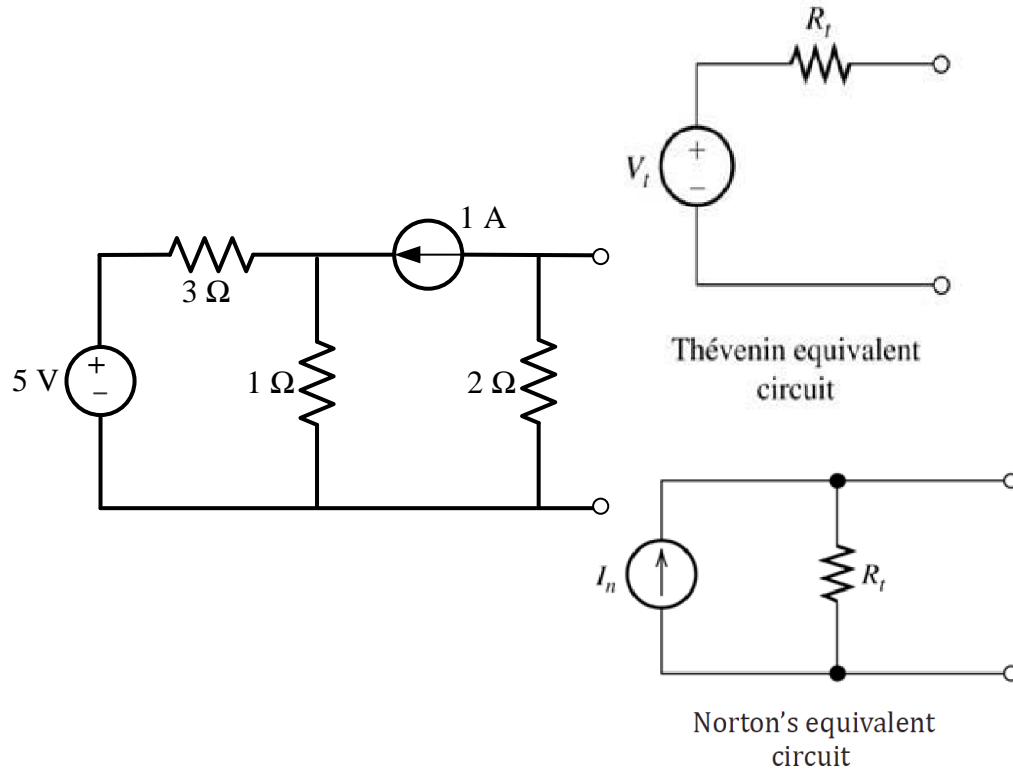 R_t
+
−
V_t
1 A
3 Ω
5 V
+
−
1 Ω
2 Ω
Thévenin equivalent
circuit
I_n
R_t
Norton’s equivalent
circuit